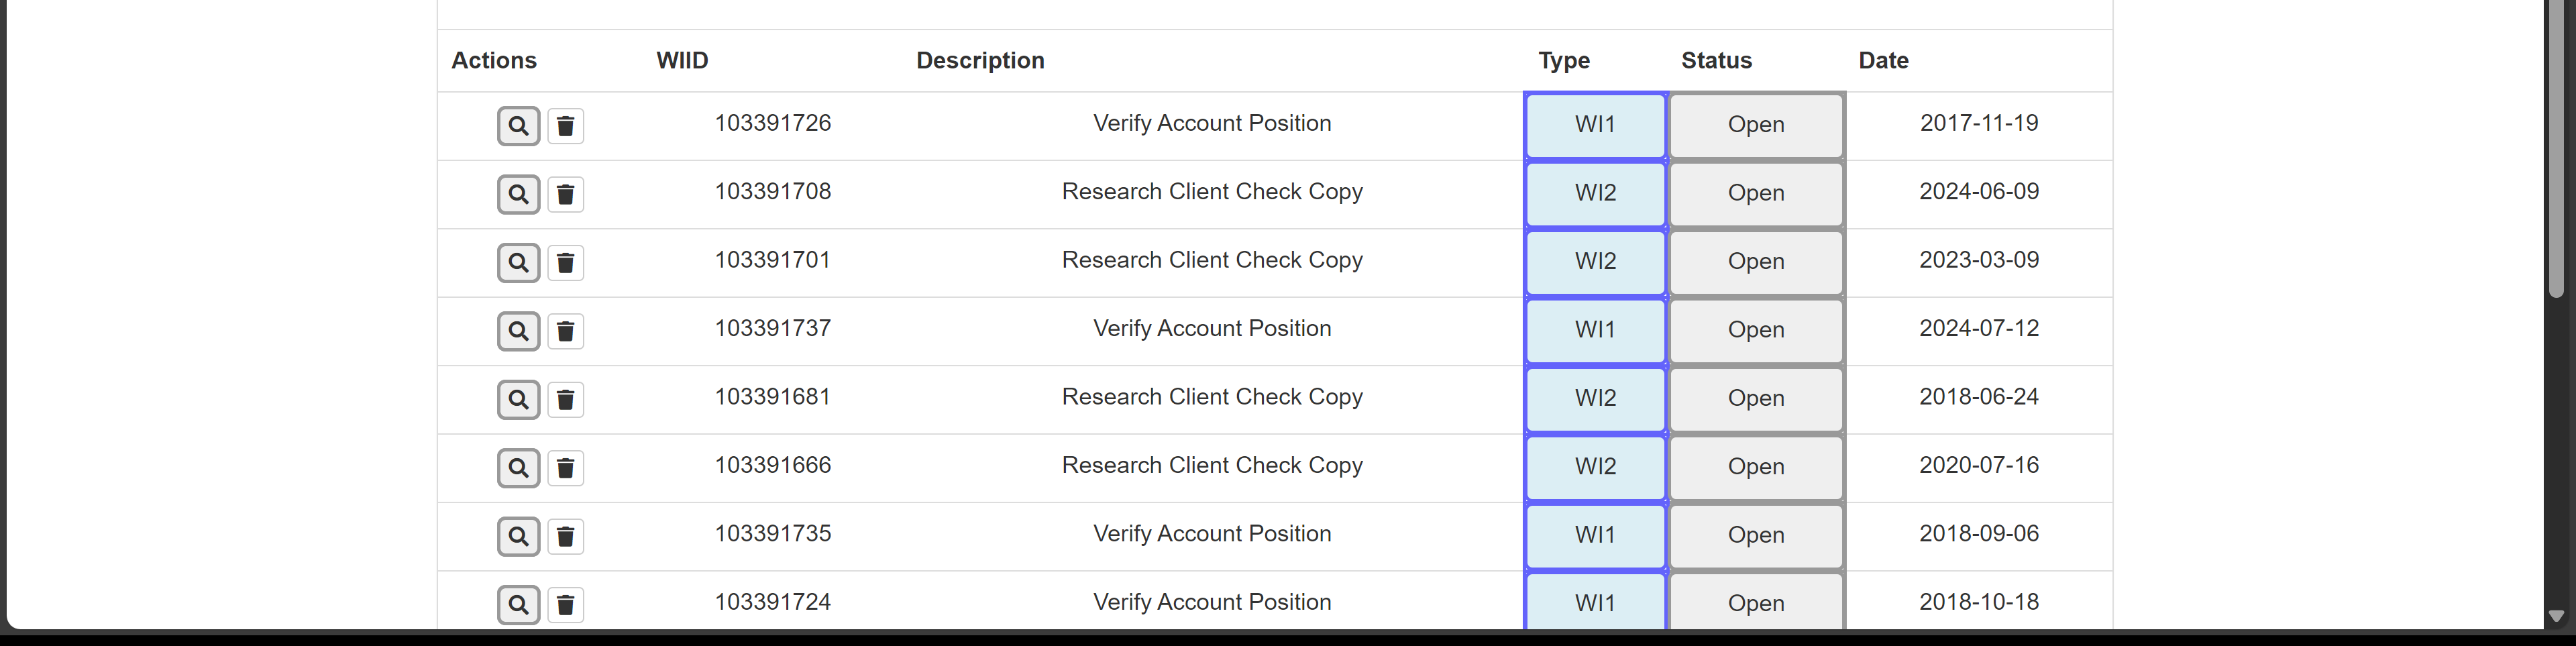 Actions WIID Description Type Status Date
103391726 Verify Account Position WI1 Open 2017-11-19
103391708 Research Client Check Copy WI2 Open 2024-06-09
103391701 Research Client Check Copy WI2 Open 2023-03-09
103391737 Verify Account Position WI1 Open 2024-07-12
103391681 Research Client Check Copy WI2 Open 2018-06-24
103391666 Research Client Check Copy WI2 Open 2020-07-16
103391735 Verify Account Position WI1 Open 2018-09-06
103391724 Verify Account Position WI1 Open 2018-10-18